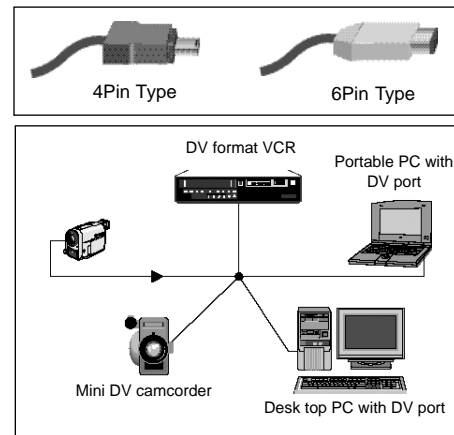 4Pin Type
6Pin Type
DV format VCR
Portable PC with
DV port
Mini DV camcorder
Desk top PC with DV port